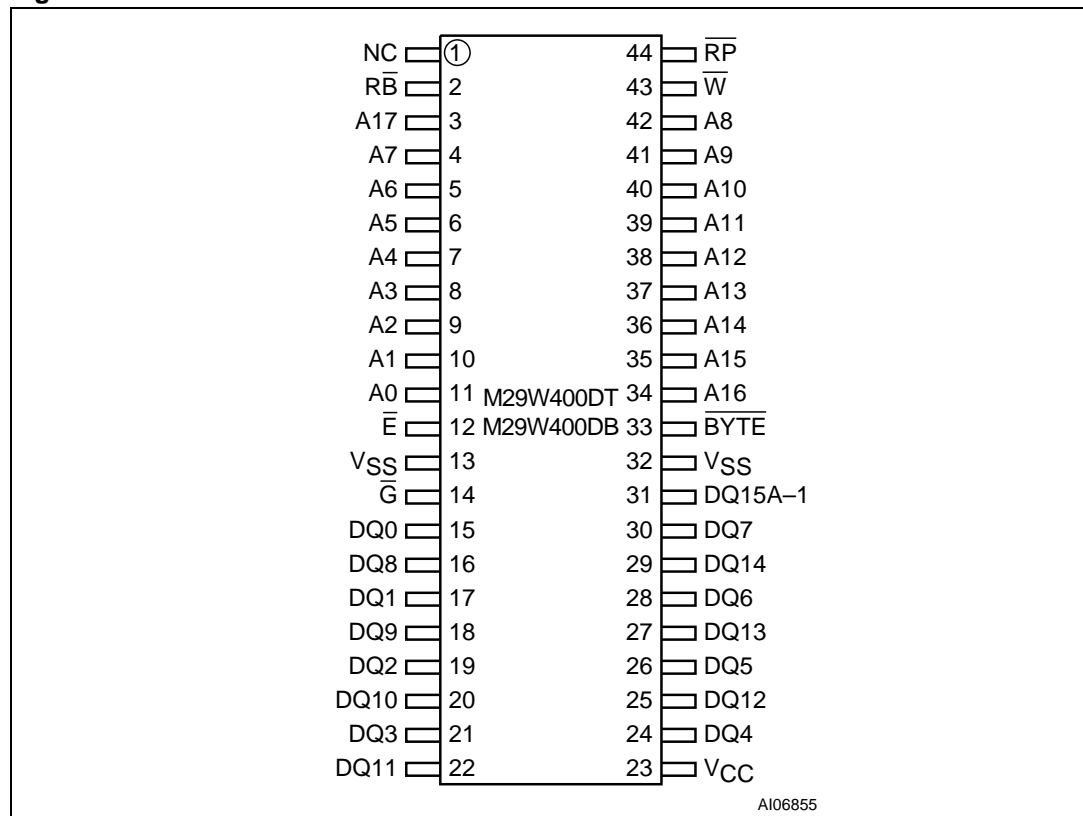 NC 1 44 R̅P̅
RB̅ 2 43 W̅
A17 3 42 A8
A7 4 41 A9
A6 5 40 A10
A5 6 39 A11
A4 7 38 A12
A3 8 37 A13
A2 9 36 A14
A1 10 35 A15
A0 11 M29W400DT 34 A16
E̅ 12 M29W400DB 33 B̅Y̅T̅E̅
VSS 13 32 VSS
G̅ 14 31 DQ15A–1
DQ0 15 30 DQ7
DQ8 16 29 DQ14
DQ1 17 28 DQ6
DQ9 18 27 DQ13
DQ2 19 26 DQ5
DQ10 20 25 DQ12
DQ3 21 24 DQ4
DQ11 22 23 VCC
AI06855